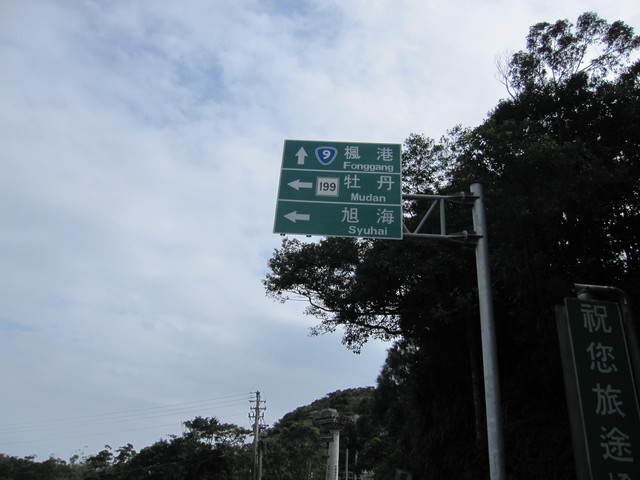 9 楓港
Fonggang
199 牡丹
Mudan
旭海
Syuhai
祝您旅途